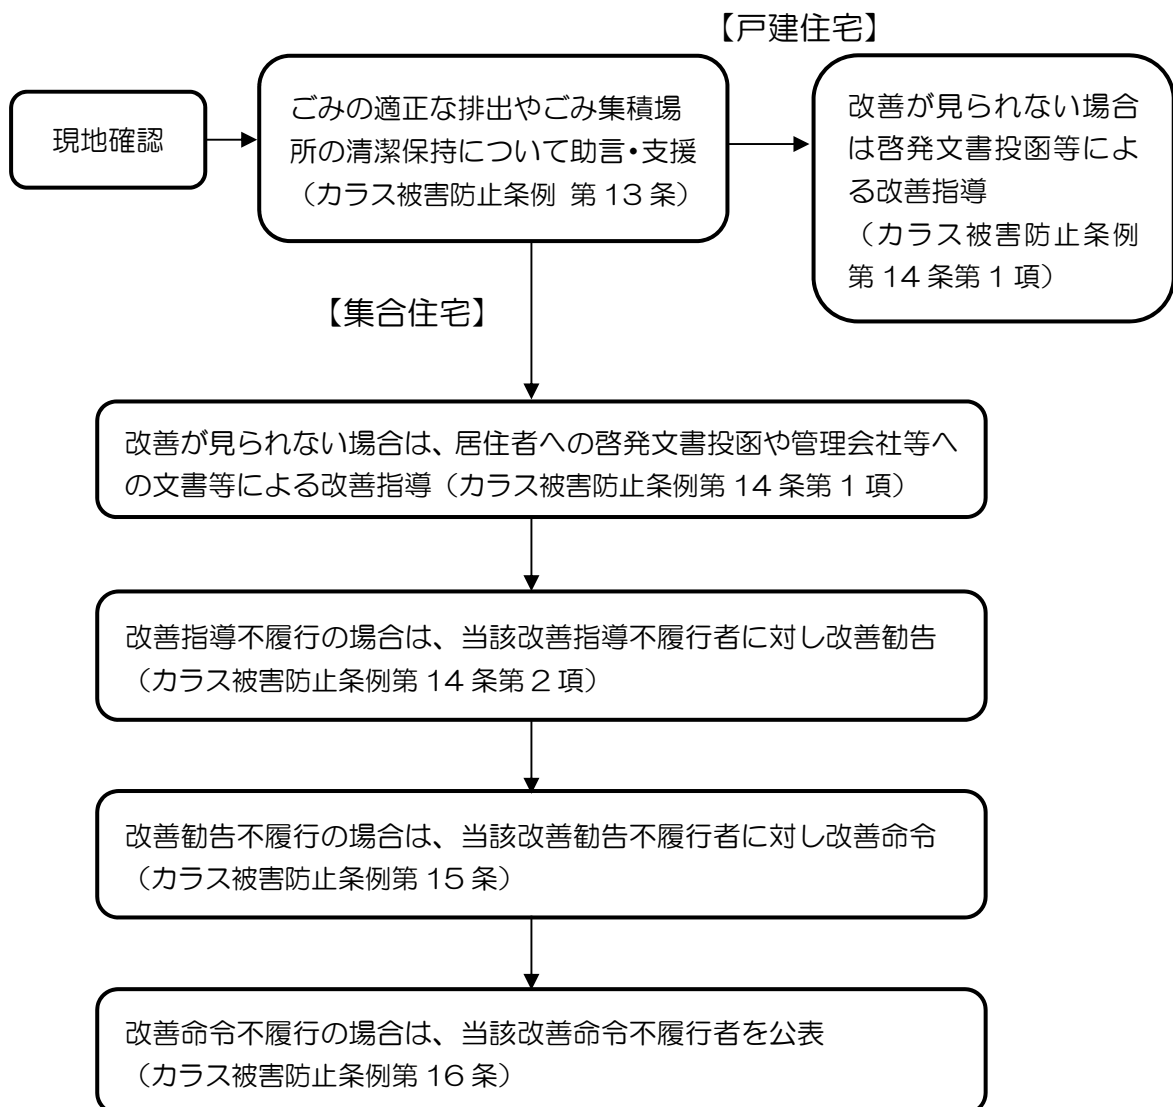 【戸建住宅】
現地確認
ごみの適正な排出やごみ集積場
所の清潔保持について助言・支援
（カラス被害防止条例 第13条）
改善が見られない場合
は啓発文書投函等によ
る改善指導
（カラス被害防止条例
第14条第1項）
【集合住宅】
改善が見られない場合は、居住者への啓発文書投函や管理会社等へ
の文書等による改善指導（カラス被害防止条例第14条第1項）
改善指導不履行の場合は、当該改善指導不履行者に対し改善勧告
（カラス被害防止条例第14条第2項）
改善勧告不履行の場合は、当該改善勧告不履行者に対し改善命令
（カラス被害防止条例第15条）
改善命令不履行の場合は、当該改善命令不履行者を公表
（カラス被害防止条例第16条）